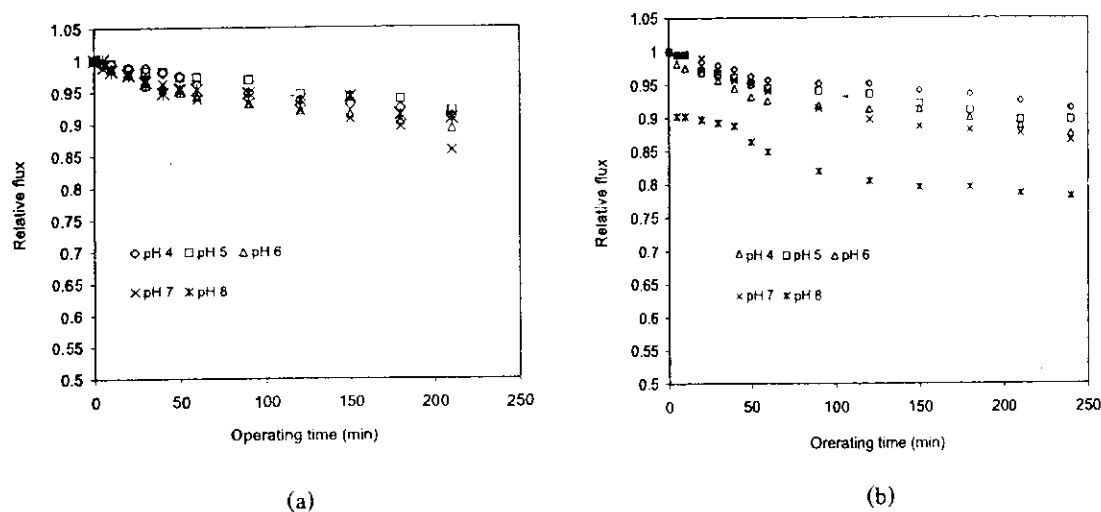 1.05
1
0.95
0.9
0.85
0.8
0.75
0.7
0.65
0.6
0.55
0.5
Relative flux
pH 4 pH 5 pH 6
pH 7 pH 8
0 50 100 150 200 250
Operating time (min)
(a)
1.05
1
0.95
0.9
0.85
0.8
0.75
0.7
0.65
0.6
0.55
0.5
Relative flux
pH 4 pH 5 pH 6
pH 7 pH 8
0 50 100 150 200 250
Orerating time (min)
(b)